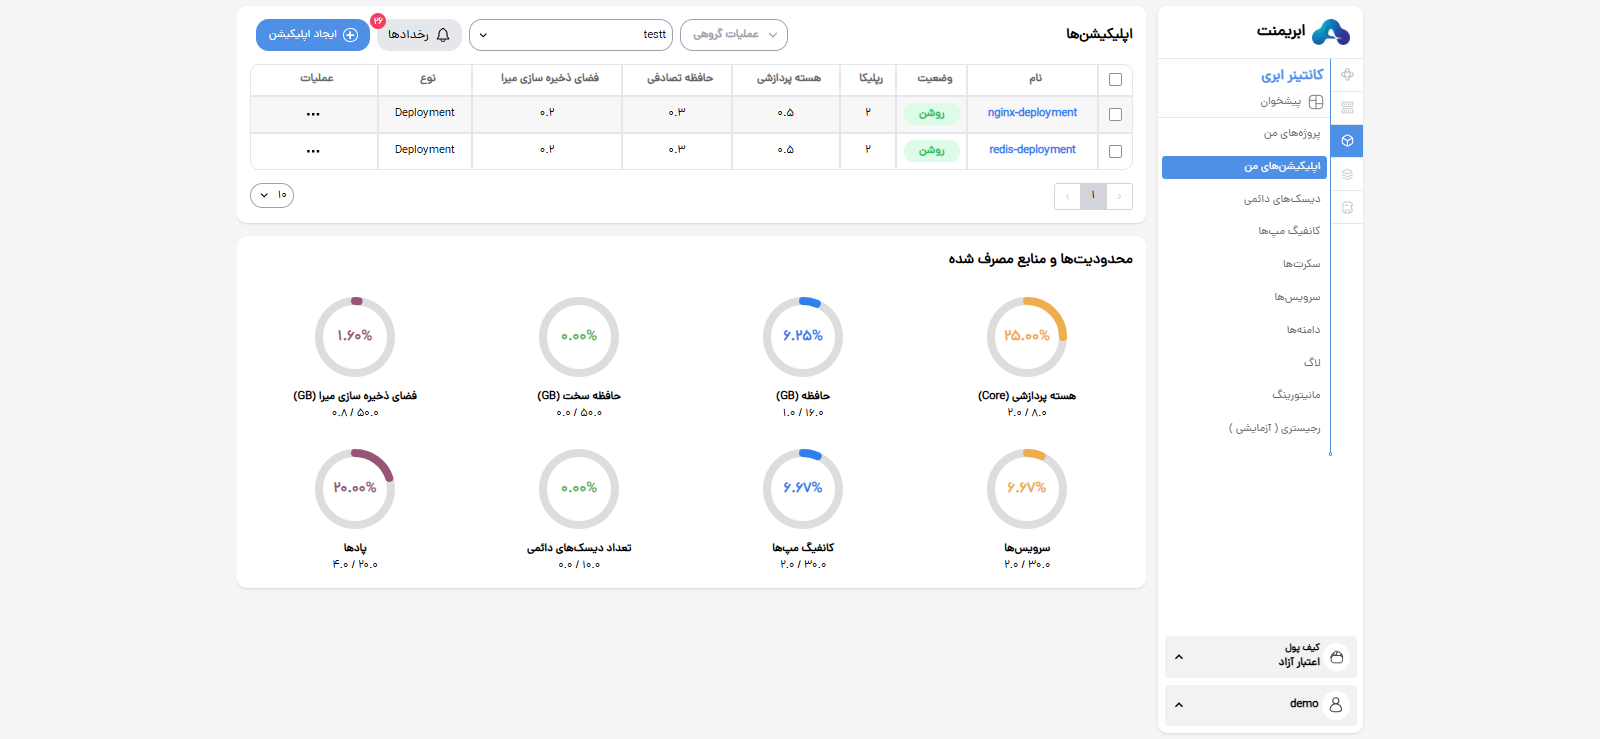 ابریمنت
کانتینر ابری
پیشخوان
پروژه‌های من
اپلیکیشن‌های من
دیسک‌های دائمی
کانفیگ مپ‌ها
سکرت‌ها
سرویس‌ها
دامنه‌ها
لاگ
مانیتورینگ
رجیستری ( آزمایشی )
کیف پول
اعتبار آزاد
demo
اپلیکیشن‌ها
عملیات گروهی
testt
رخدادها
۲۶
ایجاد اپلیکیشن
نام وضعیت رپلیکا هسته پردازشی حافظه تصادفی فضای ذخیره سازی میرا نوع عملیات
nginx-deployment روشن ۲ ۰.۵ ۰.۳ ۰.۲ Deployment
redis-deployment روشن ۲ ۰.۵ ۰.۳ ۰.۲ Deployment
۱
۱۰
محدودیت‌ها و منابع مصرف شده
۲۵.۰۰%
هسته پردازشی (Core)
۲.۰ / ۸.۰
۶.۲۵%
حافظه (GB)
۱.۰ / ۱۶.۰
۰.۰۰%
حافظه سخت (GB)
۰.۰ / ۵۰.۰
۱.۶۰%
فضای ذخیره سازی میرا (GB)
۰.۸ / ۵۰.۰
۶.۶۷%
سرویس‌ها
۲.۰ / ۳۰.۰
۶.۶۷%
کانفیگ مپ‌ها
۲.۰ / ۳۰.۰
۰.۰۰%
تعداد دیسک‌های دائمی
۰.۰ / ۱۰.۰
۲۰.۰۰%
پادها
۴.۰ / ۲۰.۰